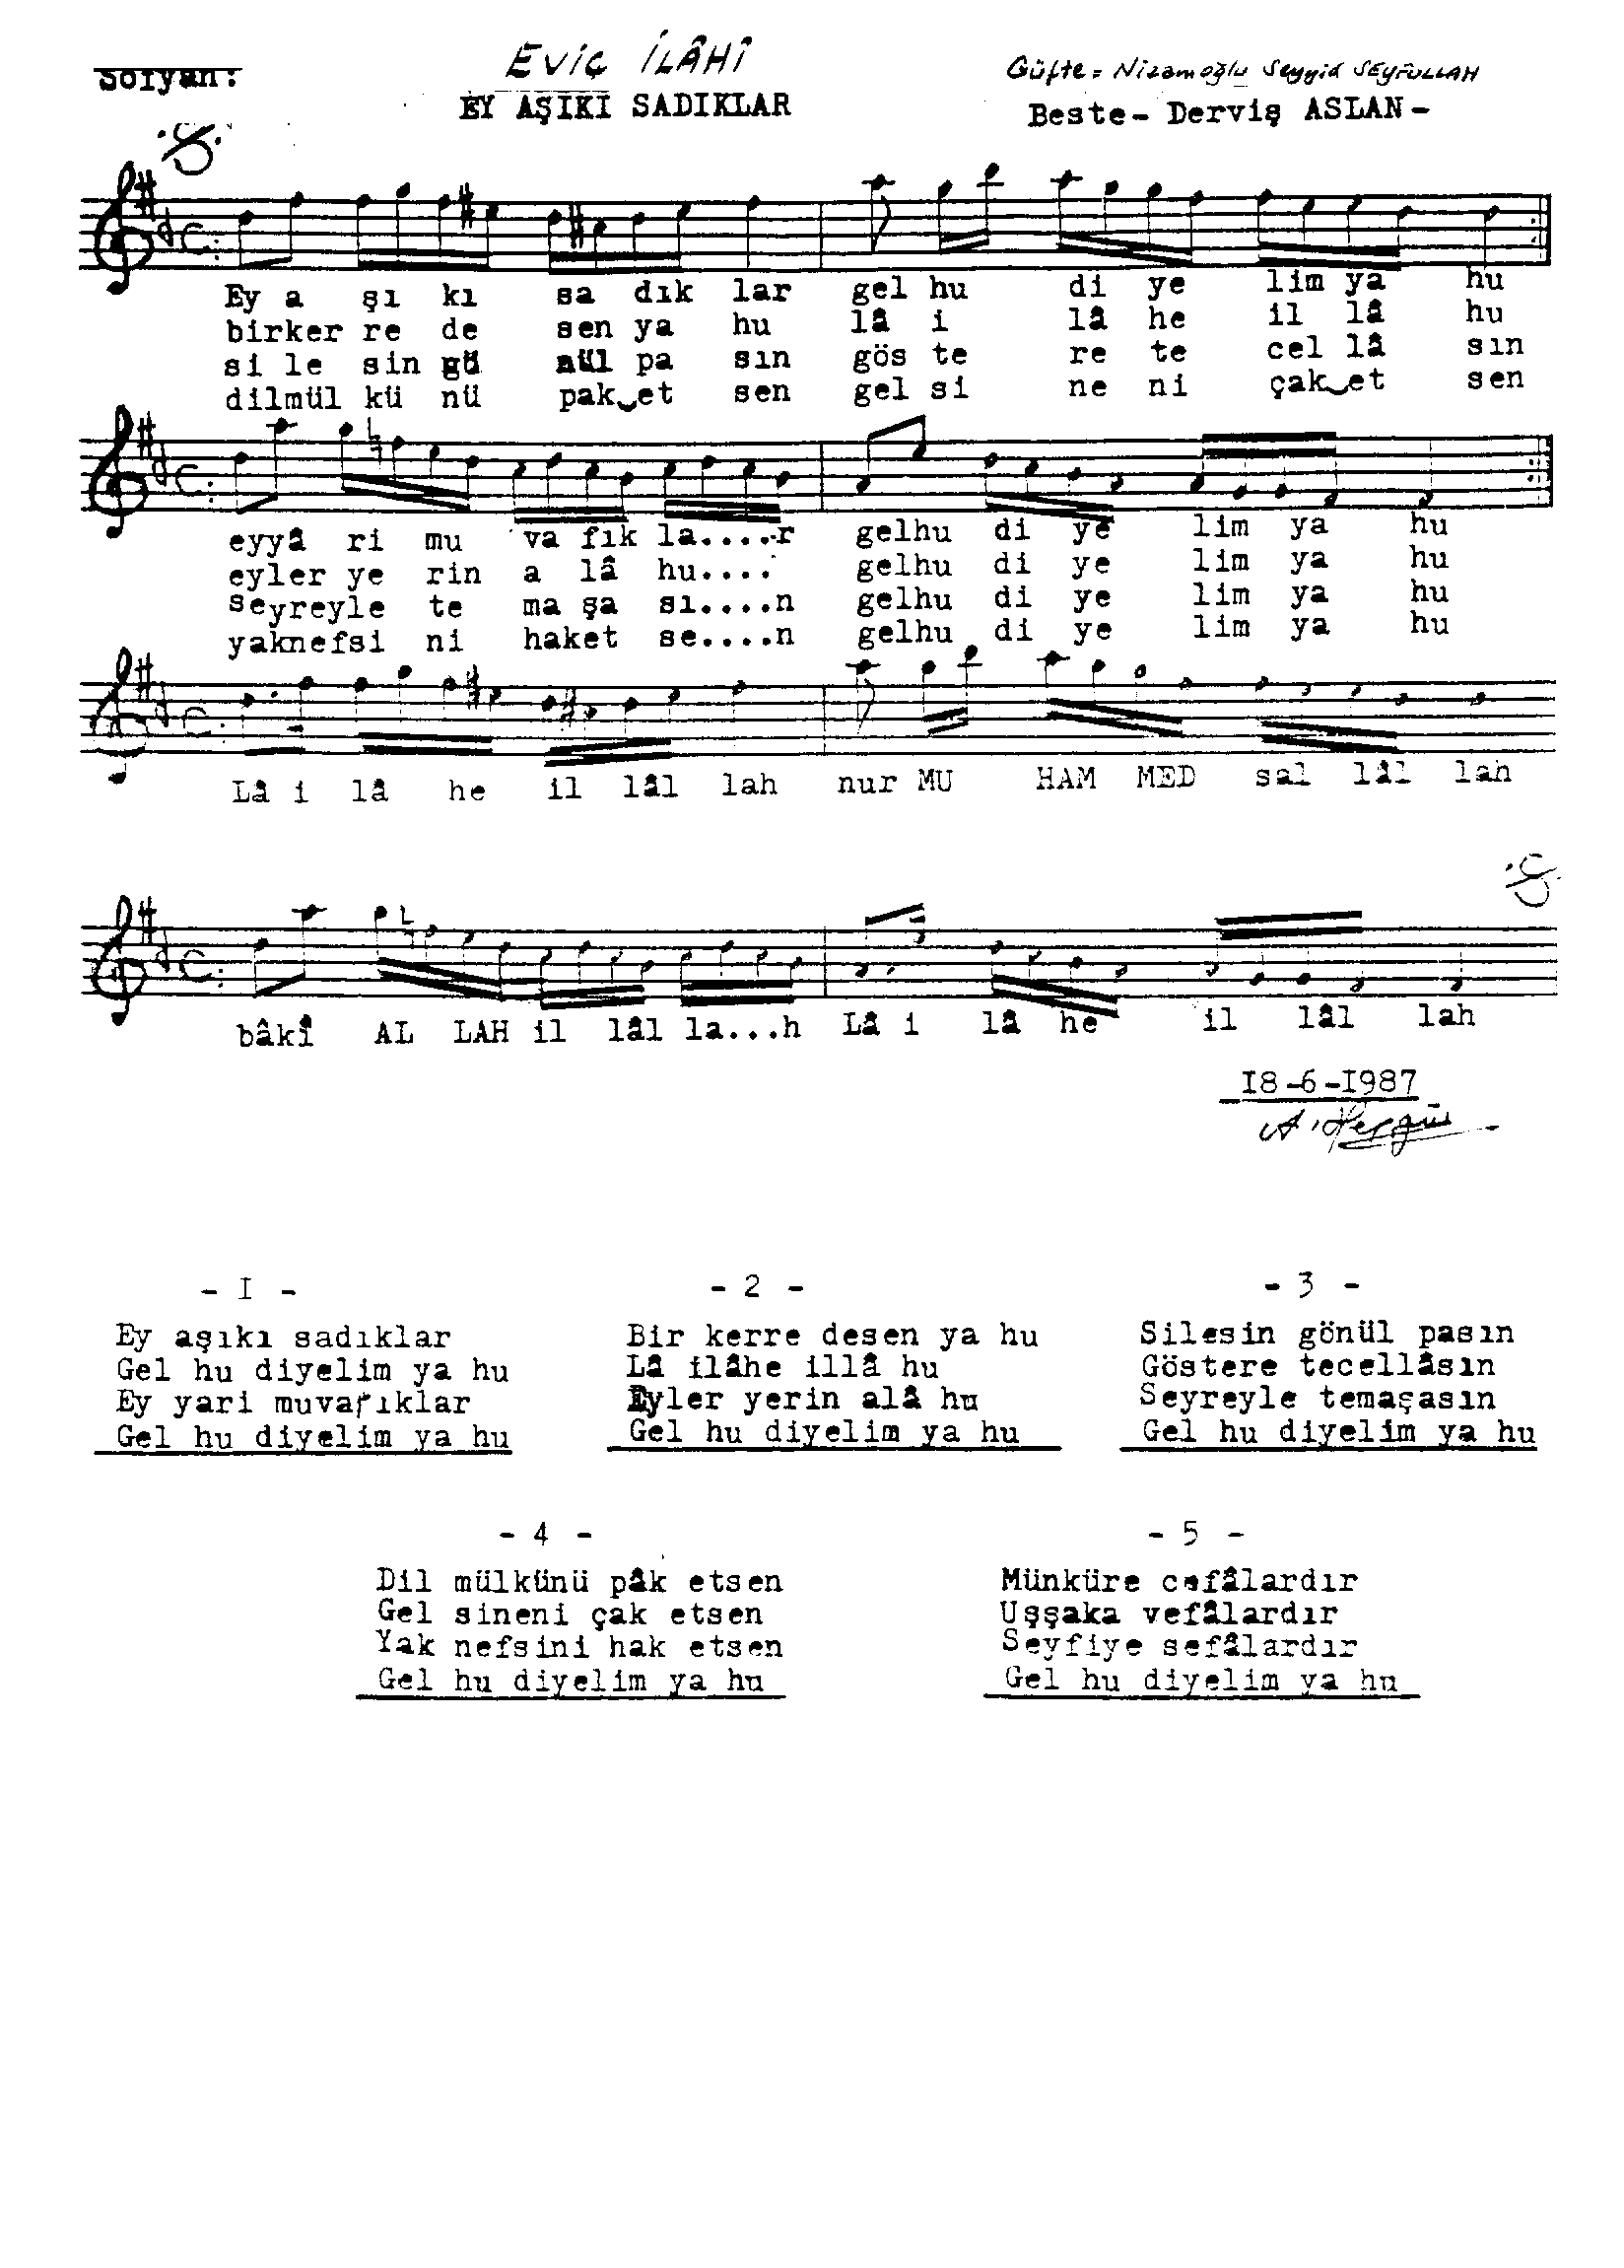 Sofyan:
EViÇ İLÂHÎ
Güfte = Nizamoğlu Seyyid SEYFULLAH
EY AŞIKI SADIKLAR
Beste- Derviş ASLAN-
Ey a şı kı sa dık lar gel hu di ye lim ya hu
birker re de sen ya hu lâ i lâ he il lâ hu
si le sin gö nül pa sın gös te re te cel lâ sın
dilmül kü nü pak et sen gel si ne ni çak et sen
eyyâ ri mu va fık la....r gelhu di ye lim ya hu
eyler ye rin a lâ hu.... gelhu di ye lim ya hu
seyreyle te ma şa sı....n gelhu di ye lim ya hu
yaknefsi ni haket se....n gelhu di ye lim ya hu
Lâ i lâ he il lâl lah nur MU HAM MED sal lâl lah
bâkî AL LAH il lâl la...h Lâ i lâ he il lâl lah
I8-6-I987
- I -
Ey aşıkı sadıklar
Gel hu diyelim ya hu
Ey yari muvafıklar
Gel hu diyelim ya hu
- 2 -
Bir kerre desen ya hu
Lâ ilâhe illâ hu
Eyler yerin alâ hu
Gel hu diyelim ya hu
- 3 -
Silesin gönül pasın
Göstere tecellâsın
Seyreyle temaşasın
Gel hu diyelim ya hu
- 4 -
Dil mülkünü pâk etsen
Gel sineni çak etsen
Yak nefsini hak etsen
Gel hu diyelim ya hu
- 5 -
Münküre cefâlardır
Uşşaka vefâlardır
Seyfiye sefâlardır
Gel hu diyelim ya hu